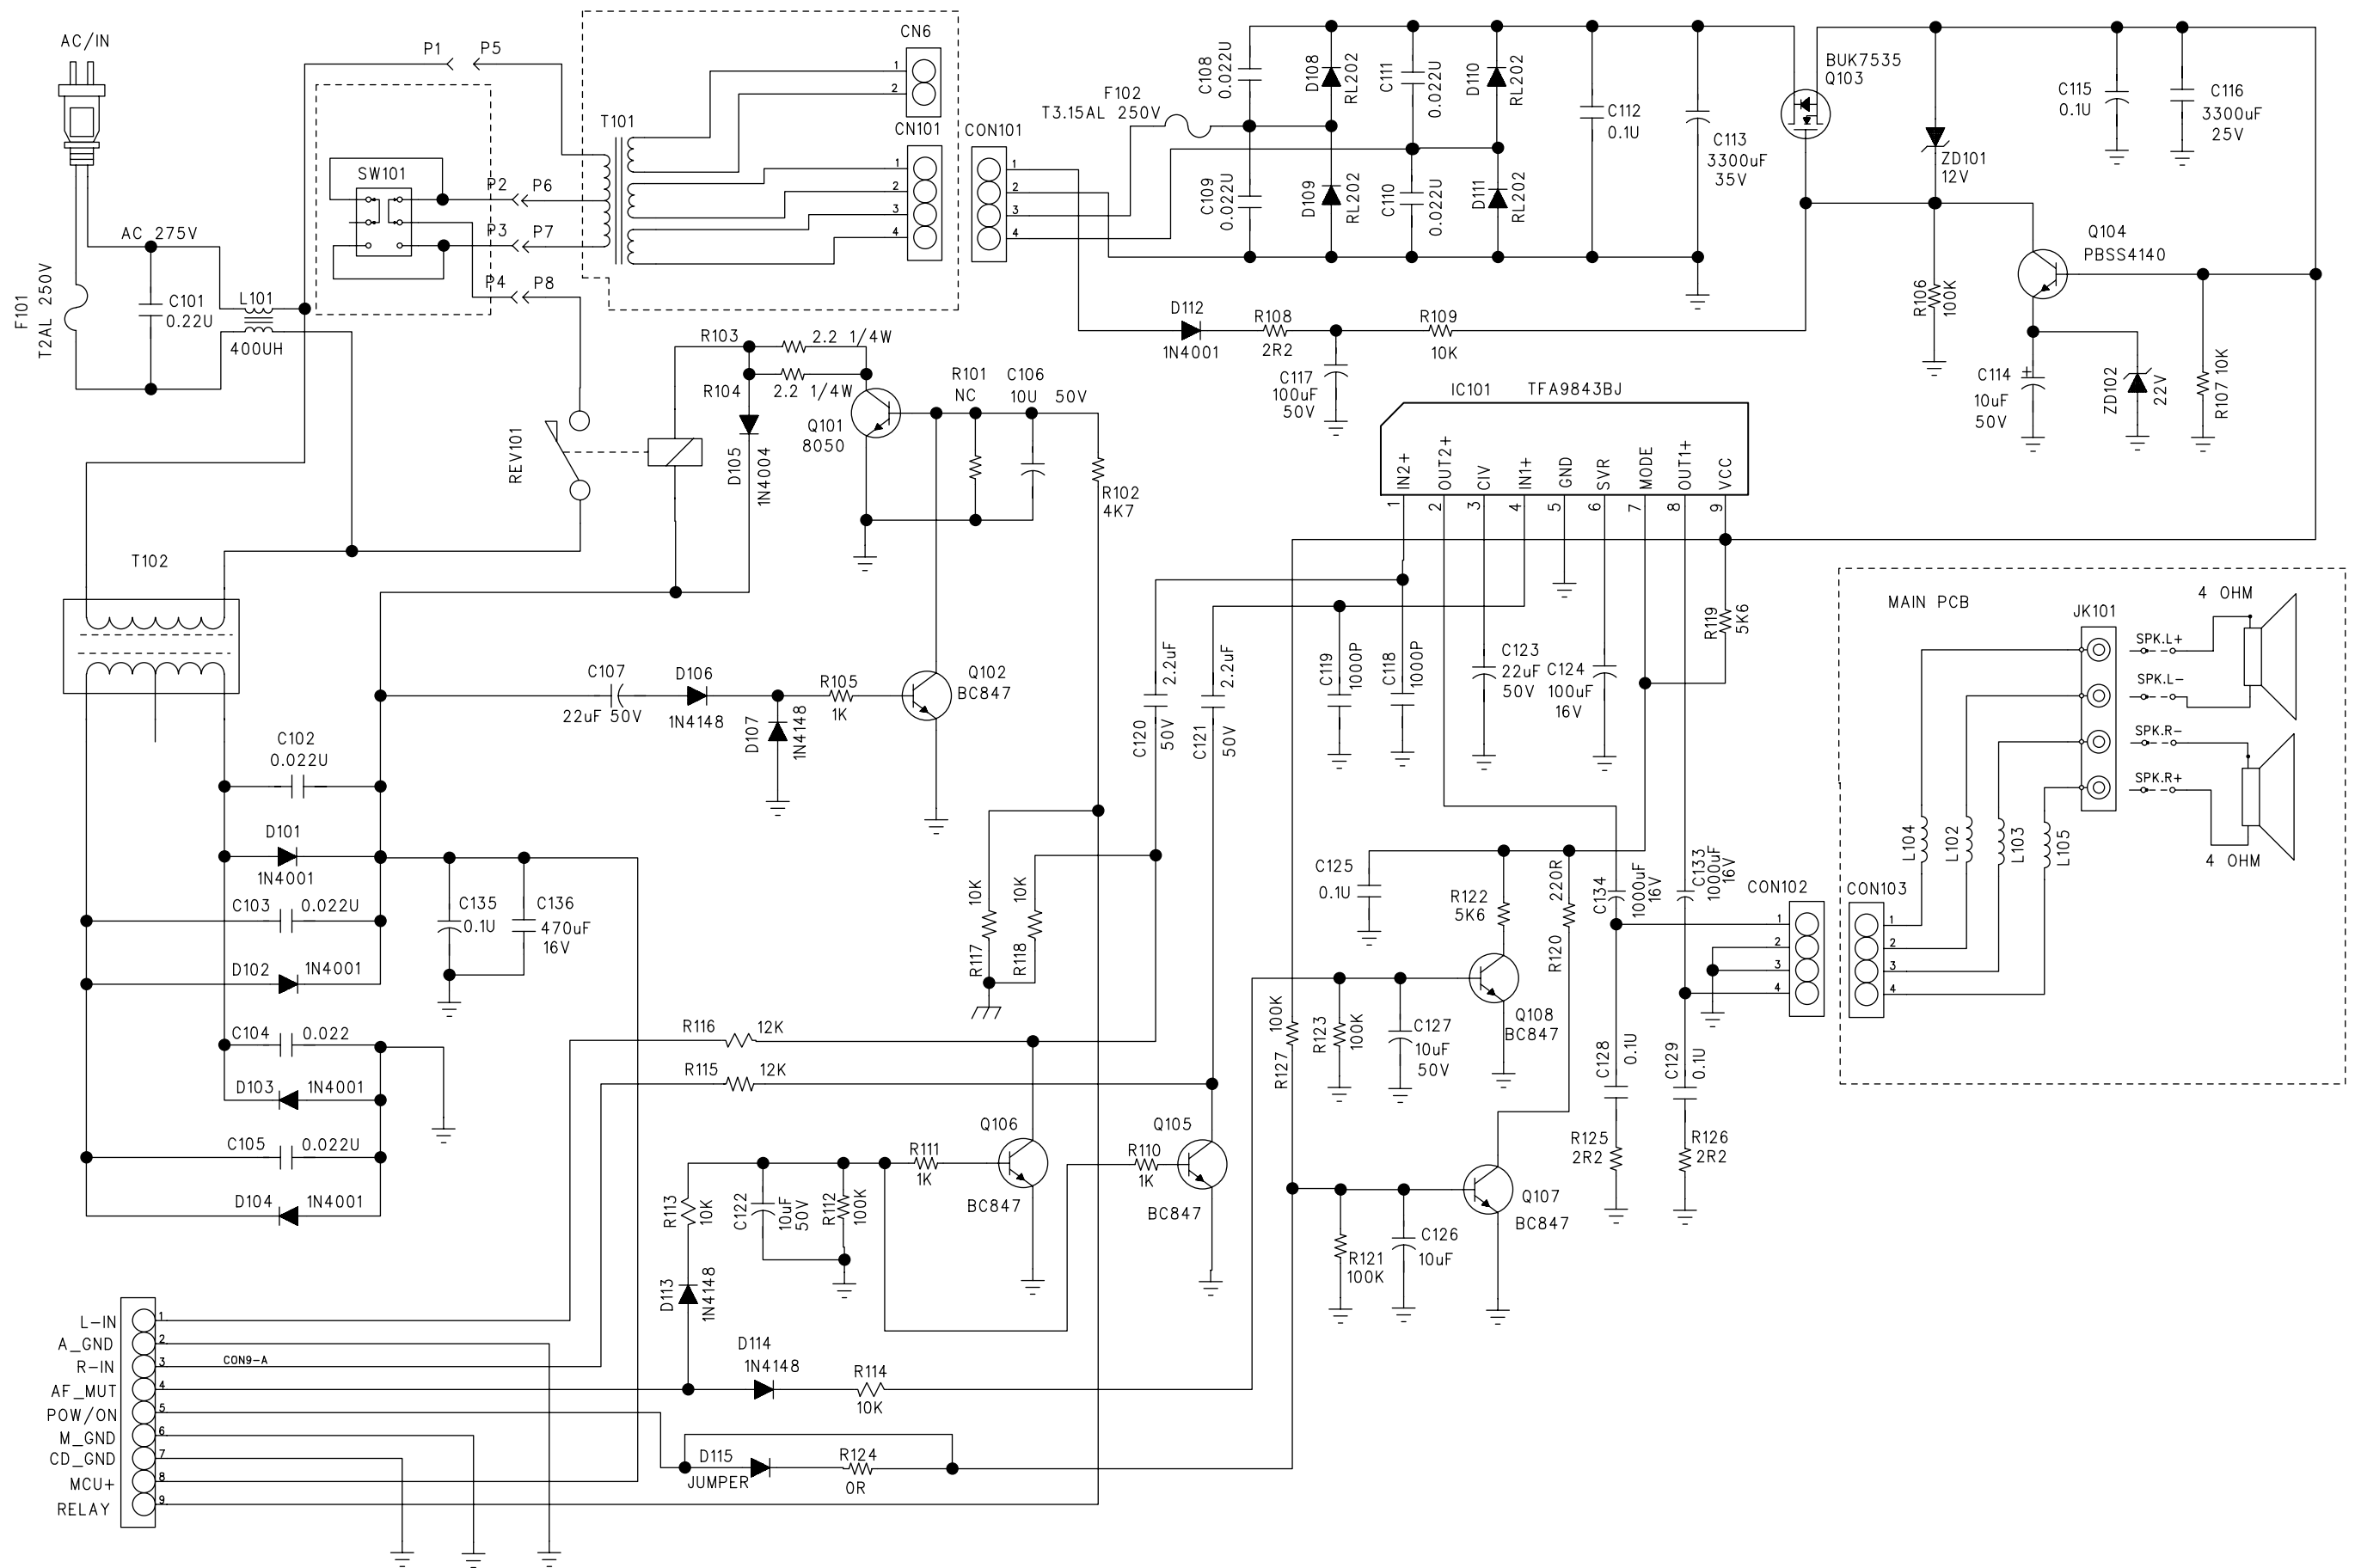 AC/IN
F101
T2AL 250V
AC 275V
C101
0.22U
L101
400UH
P1
P5
SW101
P2
P6
P3
P7
P4
P8
T101
CN6
1
2
CN101
1
2
3
4
CON101
1
2
3
4
F102
T3.15AL 250V
C108
0.022U
D108
RL202
C111
0.022U
D110
RL202
C109
0.022U
D109
RL202
C110
0.022U
D111
RL202
C112
0.1U
C113
3300uF
35V
BUK7535
Q103
ZD101
12V
C115
0.1U
C116
3300uF
25V
Q104
PBSS4140
R106
100K
C114
+
10uF
50V
ZD102
22V
R107 10K
D112
1N4001
R108
2R2
C117
100uF
50V
R109
10K
R103
2.2 1/4W
R104
2.2 1/4W
Q101
8050
R101
NC
C106
10U 50V
D105
1N4004
REV101
R102
4K7
IC101 TFA9843BJ
IN2+
OUT2+
CIV
IN1+
GND
SVR
MODE
OUT1+
VCC
1
2
3
4
5
6
7
8
9
T102
C107
22uF 50V
D106
1N4148
D107
1N4148
R105
1K
Q102
BC847
C120
2.2uF
50V
C121
2.2uF
50V
C119
1000P
C118
1000P
C123
22uF
50V
C124
100uF
16V
R119
5K6
MAIN PCB
JK101
4 OHM
SPK.L+
SPK.L-
SPK.R-
SPK.R+
4 OHM
L104
L102
L103
L105
CON102
1
2
3
4
CON103
1
2
3
4
C102
0.022U
D101
1N4001
C103
0.022U
D102
1N4001
C135
0.1U
C136
470uF
16V
C104
0.022
D103
1N4001
C105
0.022U
D104
1N4001
R117
10K
R118
10K
C125
0.1U
R122
5K6
220R
R120
C134
1000uF
16V
C133
1000uF
16V
R116
12K
R115
12K
Q108
BC847
R127
100K
R123
100K
C127
10uF
50V
C128
0.1U
C129
0.1U
R125
2R2
R126
2R2
Q106
BC847
Q105
BC847
R111
1K
R110
1K
R113
10K
C122
10uF
50V
R112
100K
D113
1N4148
Q107
BC847
R121
100K
C126
10uF
L-IN
1
A_GND
2
R-IN
3
CON9-A
AF_MUT
4
POW/ON
5
M_GND
6
CD_GND
7
MCU+
8
RELAY
9
D114
1N4148
R114
10K
D115
JUMPER
R124
0R